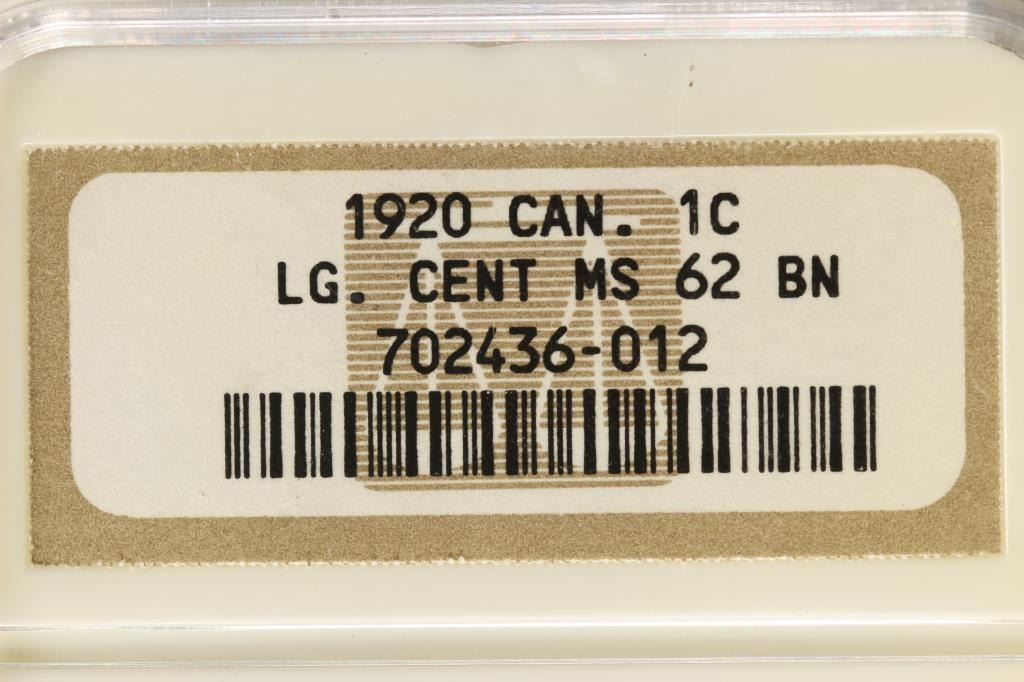 1920 CAN. 1C
LG. CENT MS 62 BN
702436-012